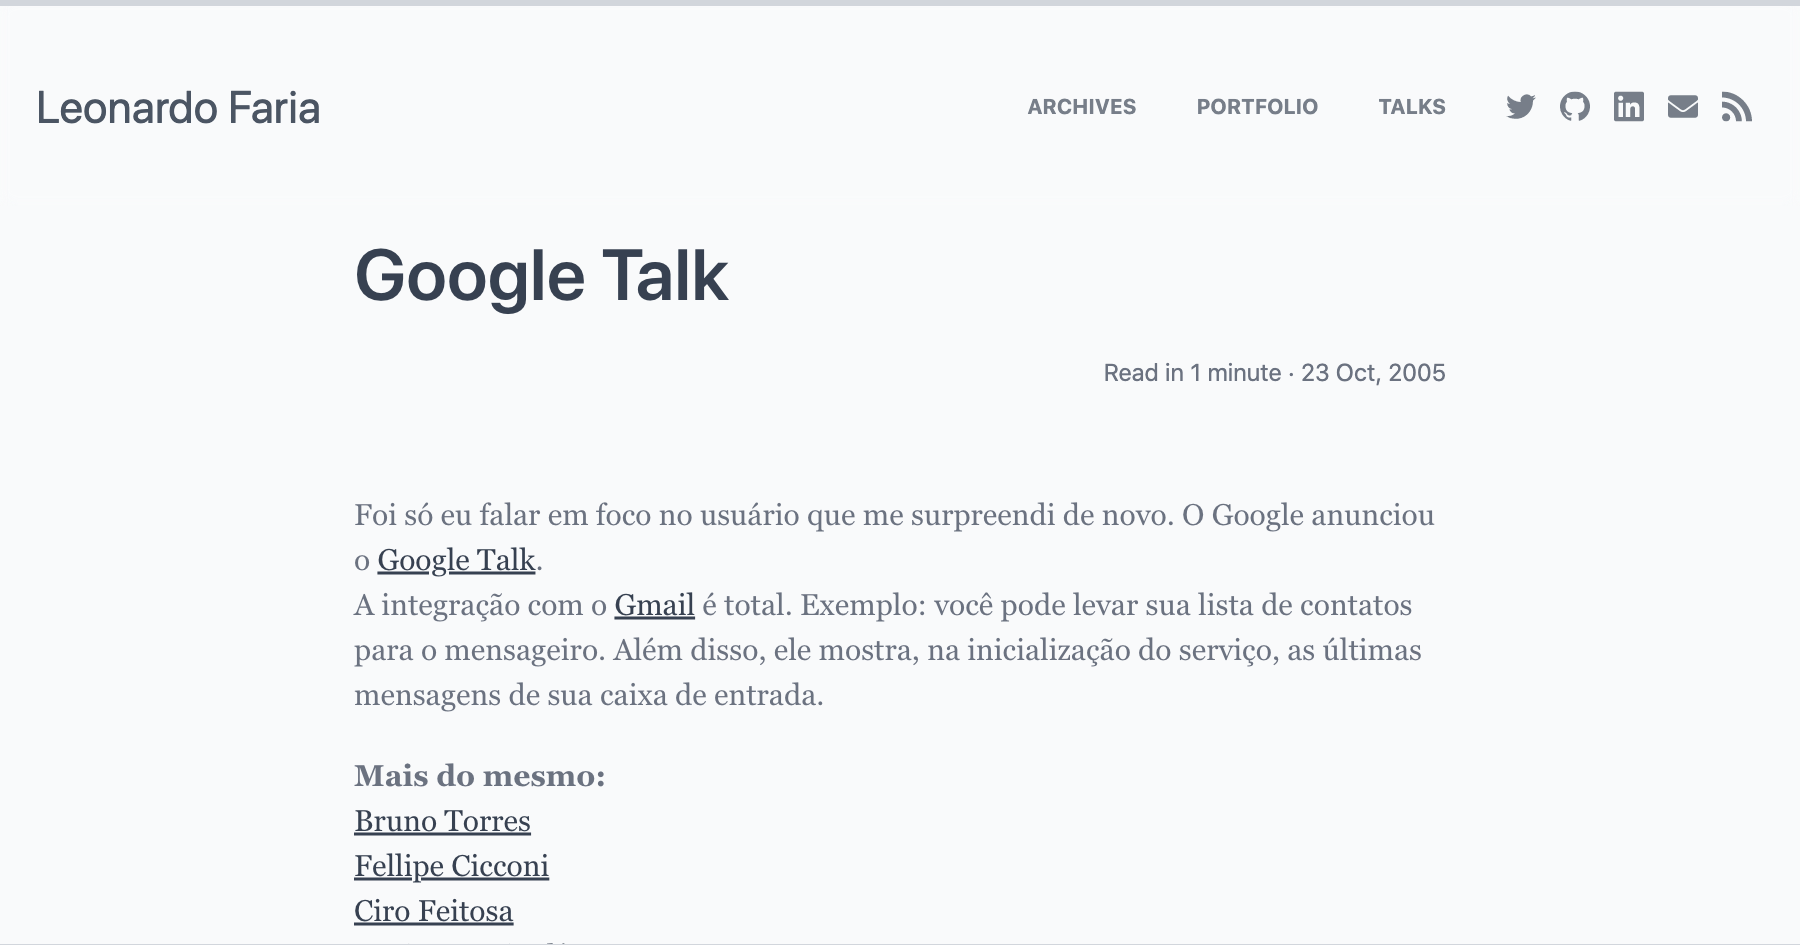 Leonardo Faria
ARCHIVES PORTFOLIO TALKS
Google Talk
Read in 1 minute · 23 Oct, 2005
Foi só eu falar em foco no usuário que me surpreendi de novo. O Google anunciou
o Google Talk.
A integração com o Gmail é total. Exemplo: você pode levar sua lista de contatos
para o mensageiro. Além disso, ele mostra, na inicialização do serviço, as últimas
mensagens de sua caixa de entrada.
Mais do mesmo:
Bruno Torres
Fellipe Cicconi
Ciro Feitosa